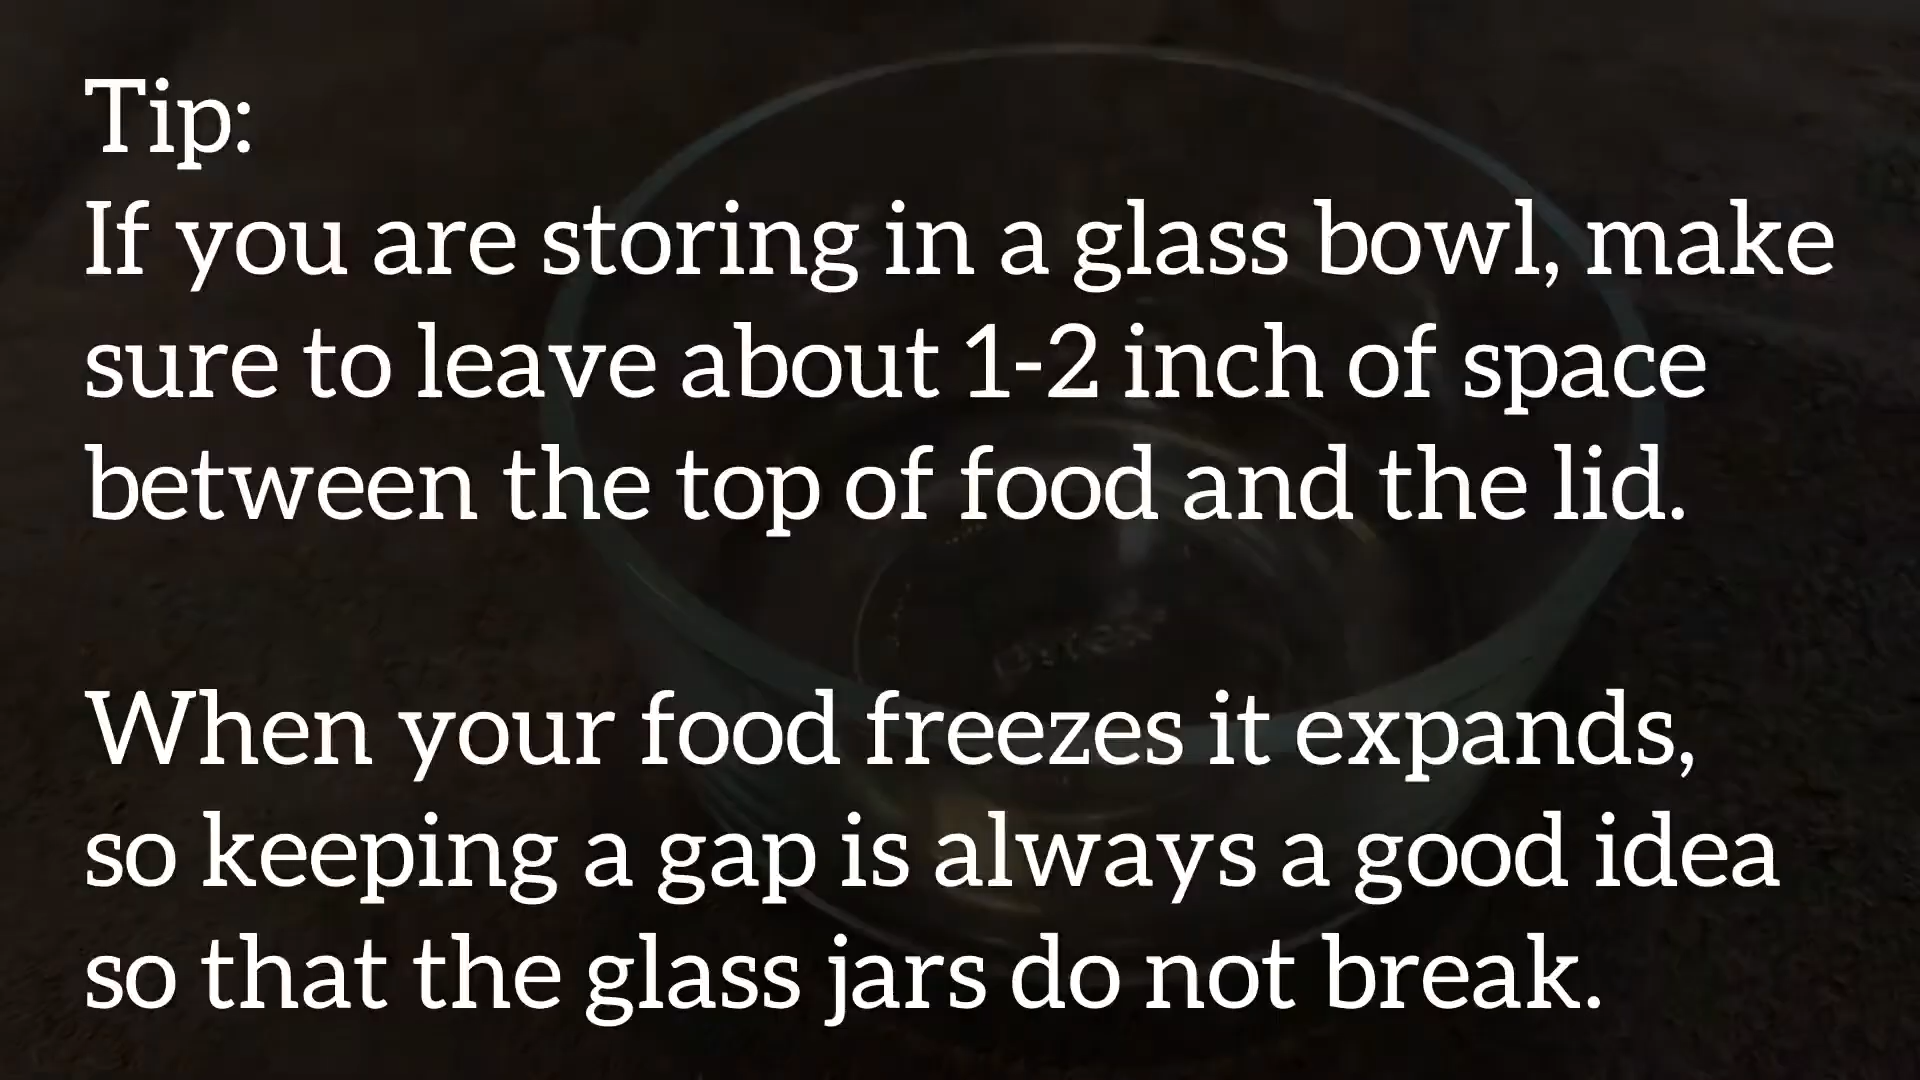 Tip:
If you are storing in a glass bowl, make
sure to leave about 1-2 inch of space
between the top of food and the lid.
When your food freezes it expands,
so keeping a gap is always a good idea
so that the glass jars do not break.